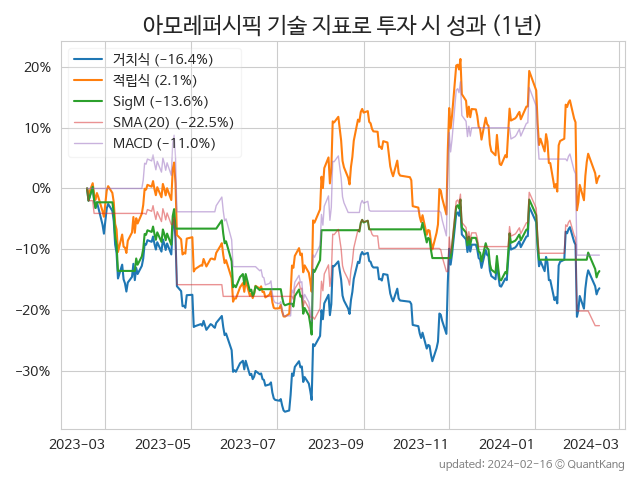 아모레퍼시픽 기술 지표로 투자 시 성과 (1년)
거치식 (−16.4%)
적립식 (2.1%)
SigM (−13.6%)
SMA(20) (−22.5%)
MACD (−11.0%)
20%
10%
0%
−10%
−20%
−30%
2023-03 2023-05 2023-07 2023-09 2023-11 2024-01 2024-03
updated: 2024-02-16 © QuantKang